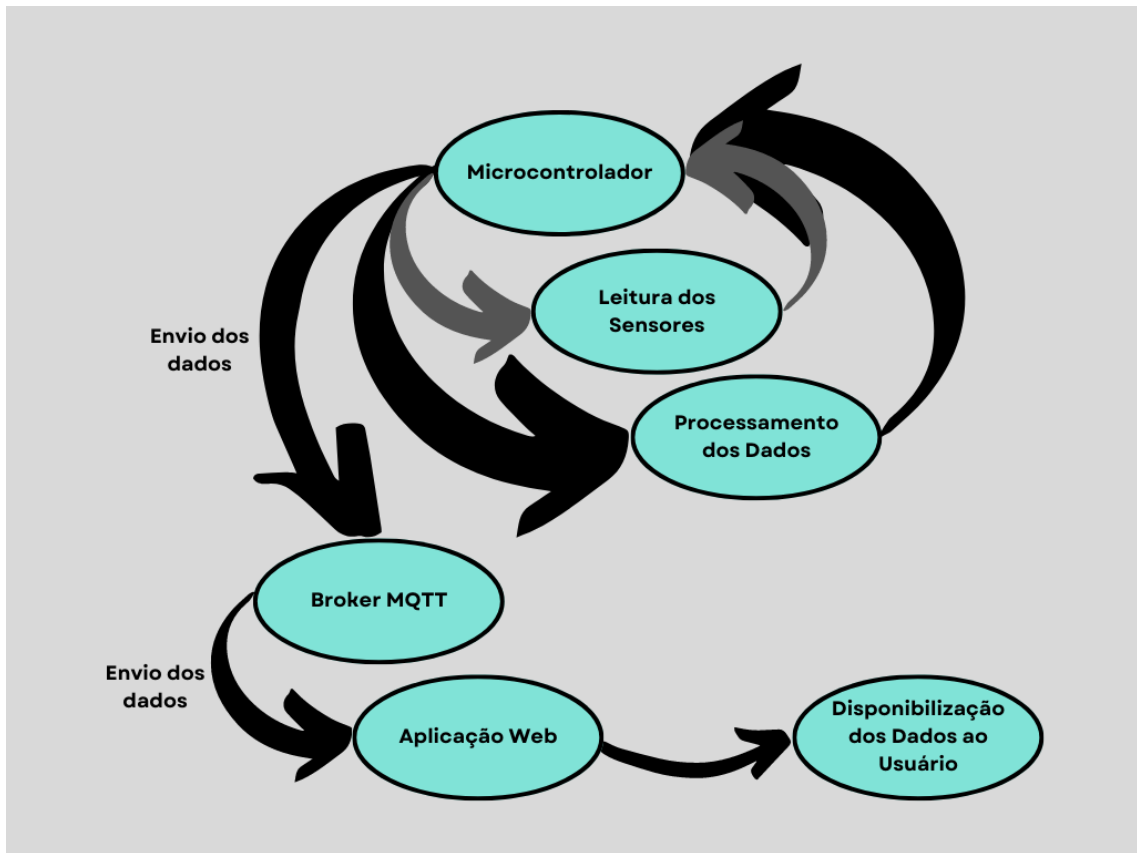 Microcontrolador
Leitura dos
Sensores
Envio dos
dados
Processamento
dos Dados
Broker MQTT
Envio dos
dados
Aplicação Web
Disponibilização
dos Dados ao
Usuário